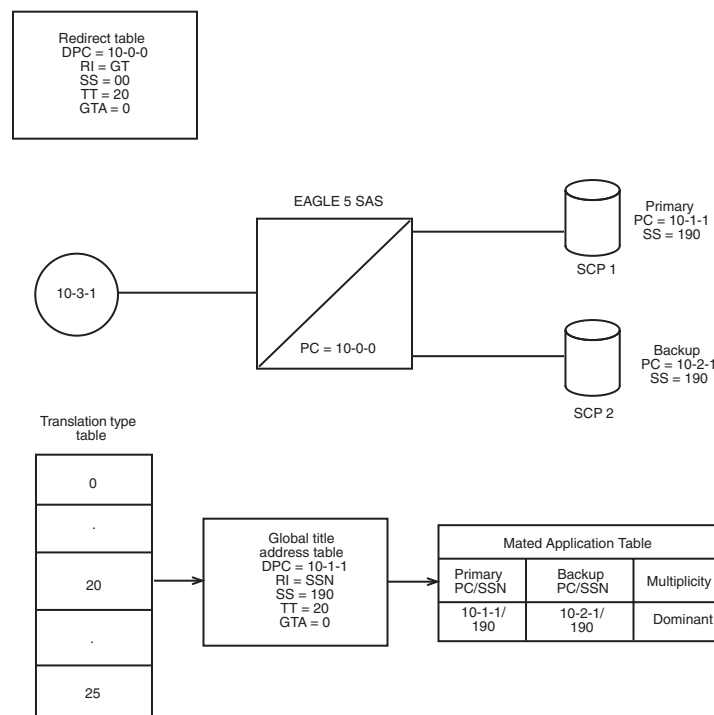 Redirect table
DPC = 10-0-0
RI = GT
SS = 00
TT = 20
GTA = 0
EAGLE 5 SAS
Primary
PC = 10-1-1
SS = 190
SCP 1
10-3-1
PC = 10-0-0
Backup
PC = 10-2-1
SS = 190
SCP 2
Translation type
table
0
.
20
.
25
Global title
address table
DPC = 10-1-1
RI = SSN
SS = 190
TT = 20
GTA = 0
Mated Application Table
Primary
PC/SSN
Backup
PC/SSN
Multiplicity
10-1-1/
190
10-2-1/
190
Dominant